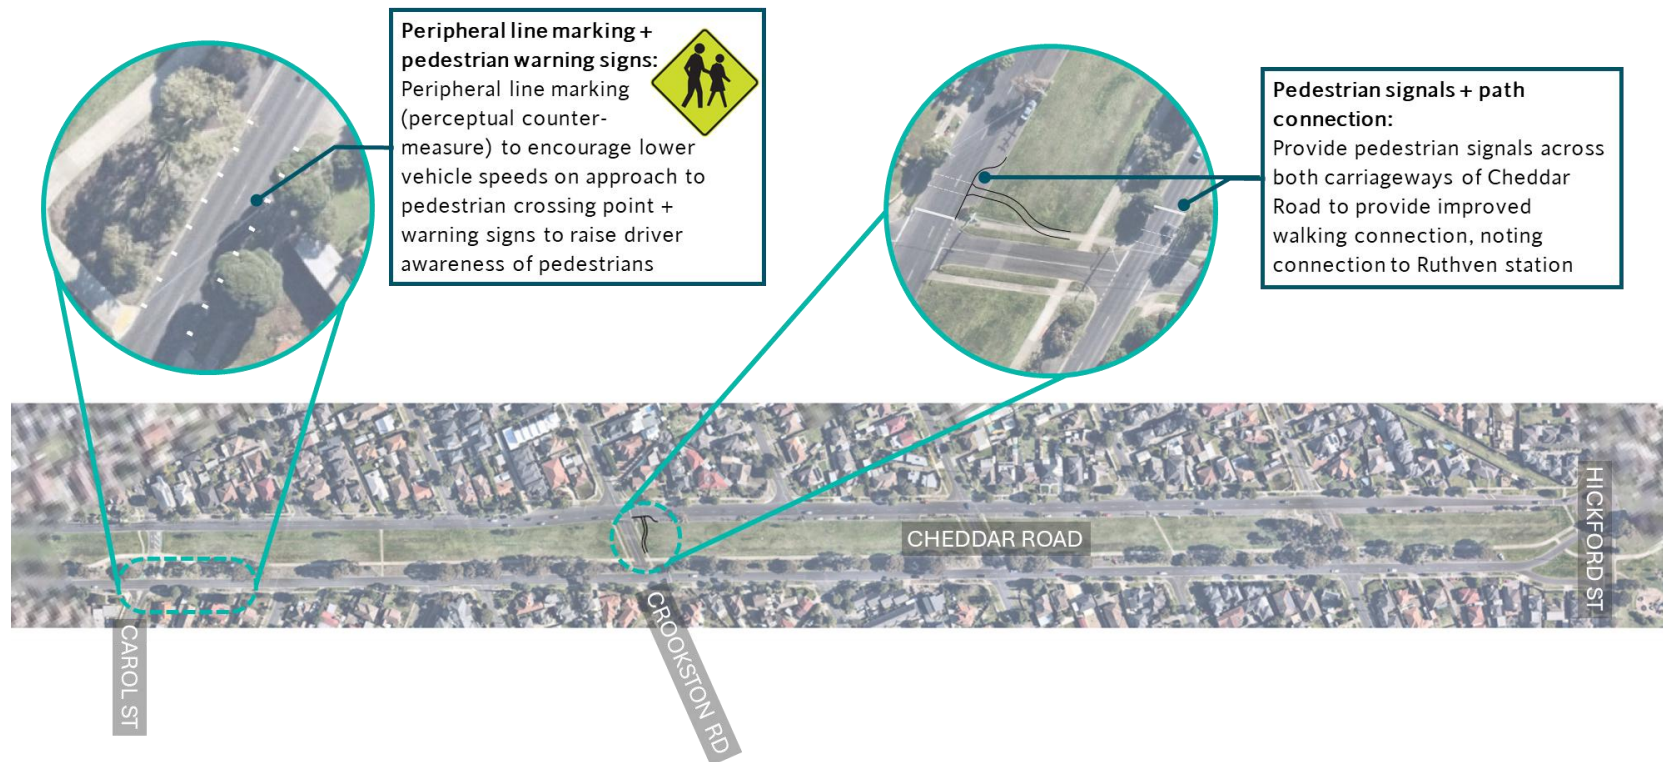 Peripheral line marking +
pedestrian warning signs:
Peripheral line marking
(perceptual counter-
measure) to encourage lower
vehicle speeds on approach to
pedestrian crossing point +
warning signs to raise driver
awareness of pedestrians
Pedestrian signals + path
connection:
Provide pedestrian signals across
both carriageways of Cheddar
Road to provide improved
walking connection, noting
connection to Ruthven station
CHEDDAR ROAD
HICKFORD ST
CAROL ST
CROOKSTON RD